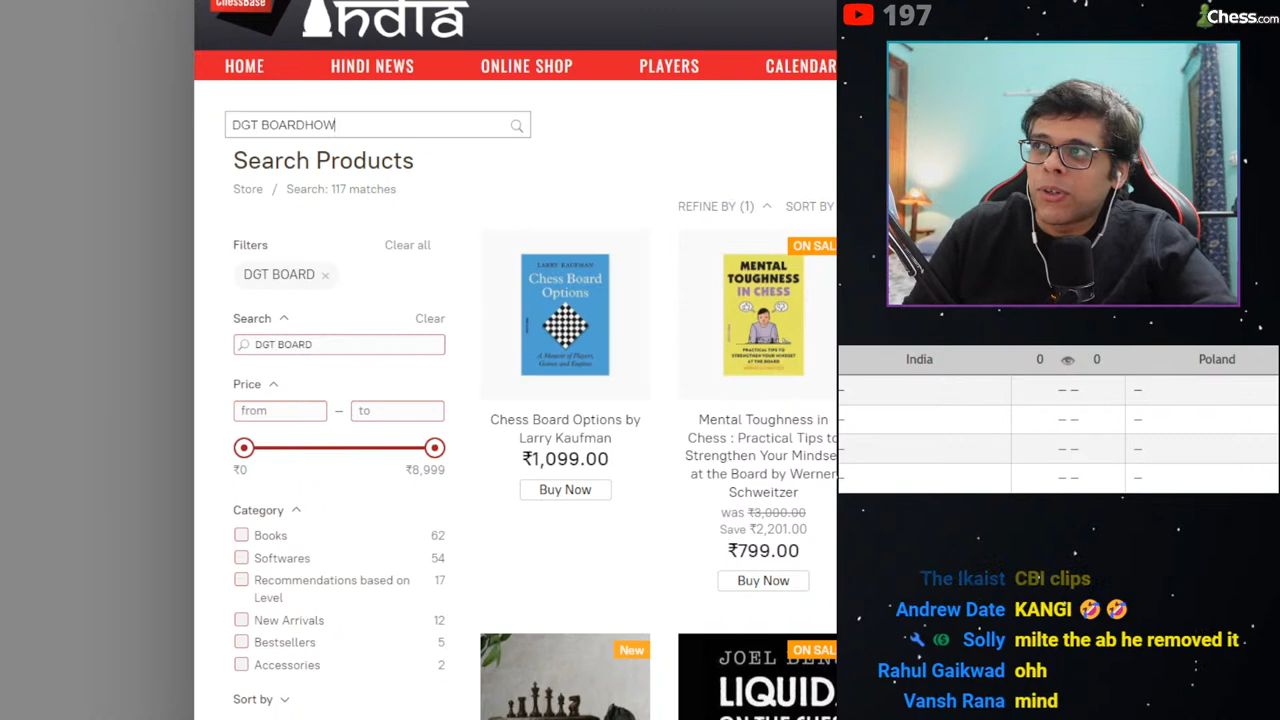 ChessBase
India
197
Chess.com
HOME
HINDI NEWS
ONLINE SHOP
PLAYERS
CALENDAR
DGT BOARDHOW
Search Products
Store / Search: 117 matches
REFINE BY (1)
SORT BY
Filters
Clear all
DGT BOARD ×
Search
Clear
DGT BOARD
Price
from – to
₹0
₹8,999
Category
Books 62
Softwares 54
Recommendations based on 17
Level
New Arrivals 12
Bestsellers 5
Accessories 2
Sort by
LARRY KAUFMAN
Chess Board
Options
A Memoir of Players,
Games and Engines
Chess Board Options by
Larry Kaufman
₹1,099.00
Buy Now
ON SAL
MENTAL
TOUGHNESS
IN CHESS
PRACTICAL TIPS TO
STRENGTHEN YOUR MINDSET
AT THE BOARD
Mental Toughness in
Chess : Practical Tips to
Strengthen Your Mindse
at the Board by Werner
Schweitzer
was ₹3,000.00
Save ₹2,201.00
₹799.00
Buy Now
New
ON SAL
JOEL BEN
LIQUID
ON THE CHESS
India 0 0 Poland
– – – –
– – – –
– – – –
– – – –
The Ikaist CBI clips
Andrew Date KANGI 🤣 🤣
Solly milte the ab he removed it
Rahul Gaikwad ohh
Vansh Rana mind